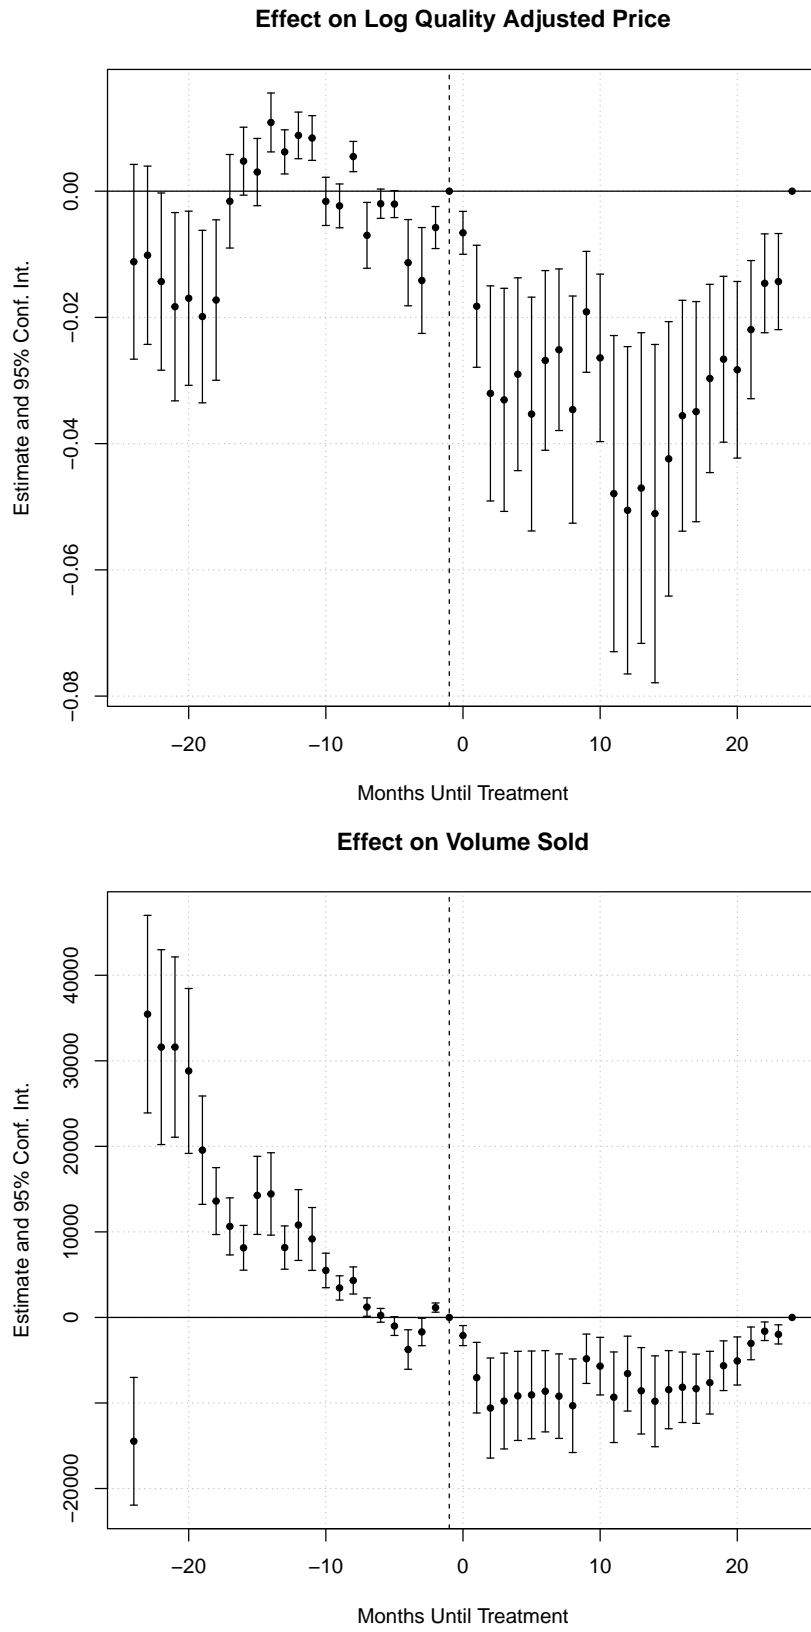 Effect on Log Quality Adjusted Price
Estimate and 95% Conf. Int.
0.00
−0.02
−0.04
−0.06
−0.08
−20 −10 0 10 20
Months Until Treatment
Effect on Volume Sold
Estimate and 95% Conf. Int.
40000
30000
20000
10000
0
−20000
−20 −10 0 10 20
Months Until Treatment